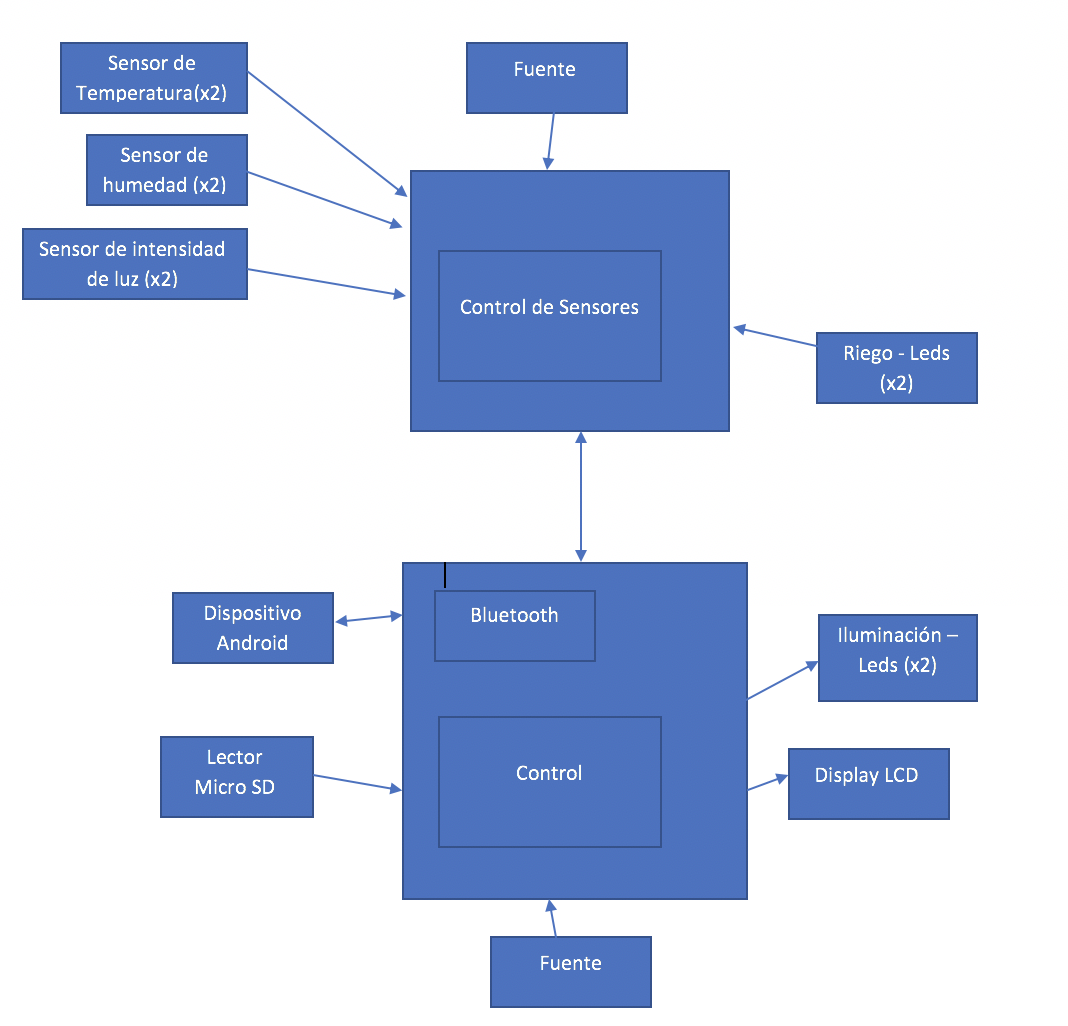 Sensor de
Temperatura(x2)
Fuente
Sensor de
humedad (x2)
Sensor de intensidad
de luz (x2)
Control de Sensores
Riego - Leds
(x2)
Dispositivo
Android
Bluetooth
Iluminación –
Leds (x2)
Lector
Micro SD
Control
Display LCD
Fuente